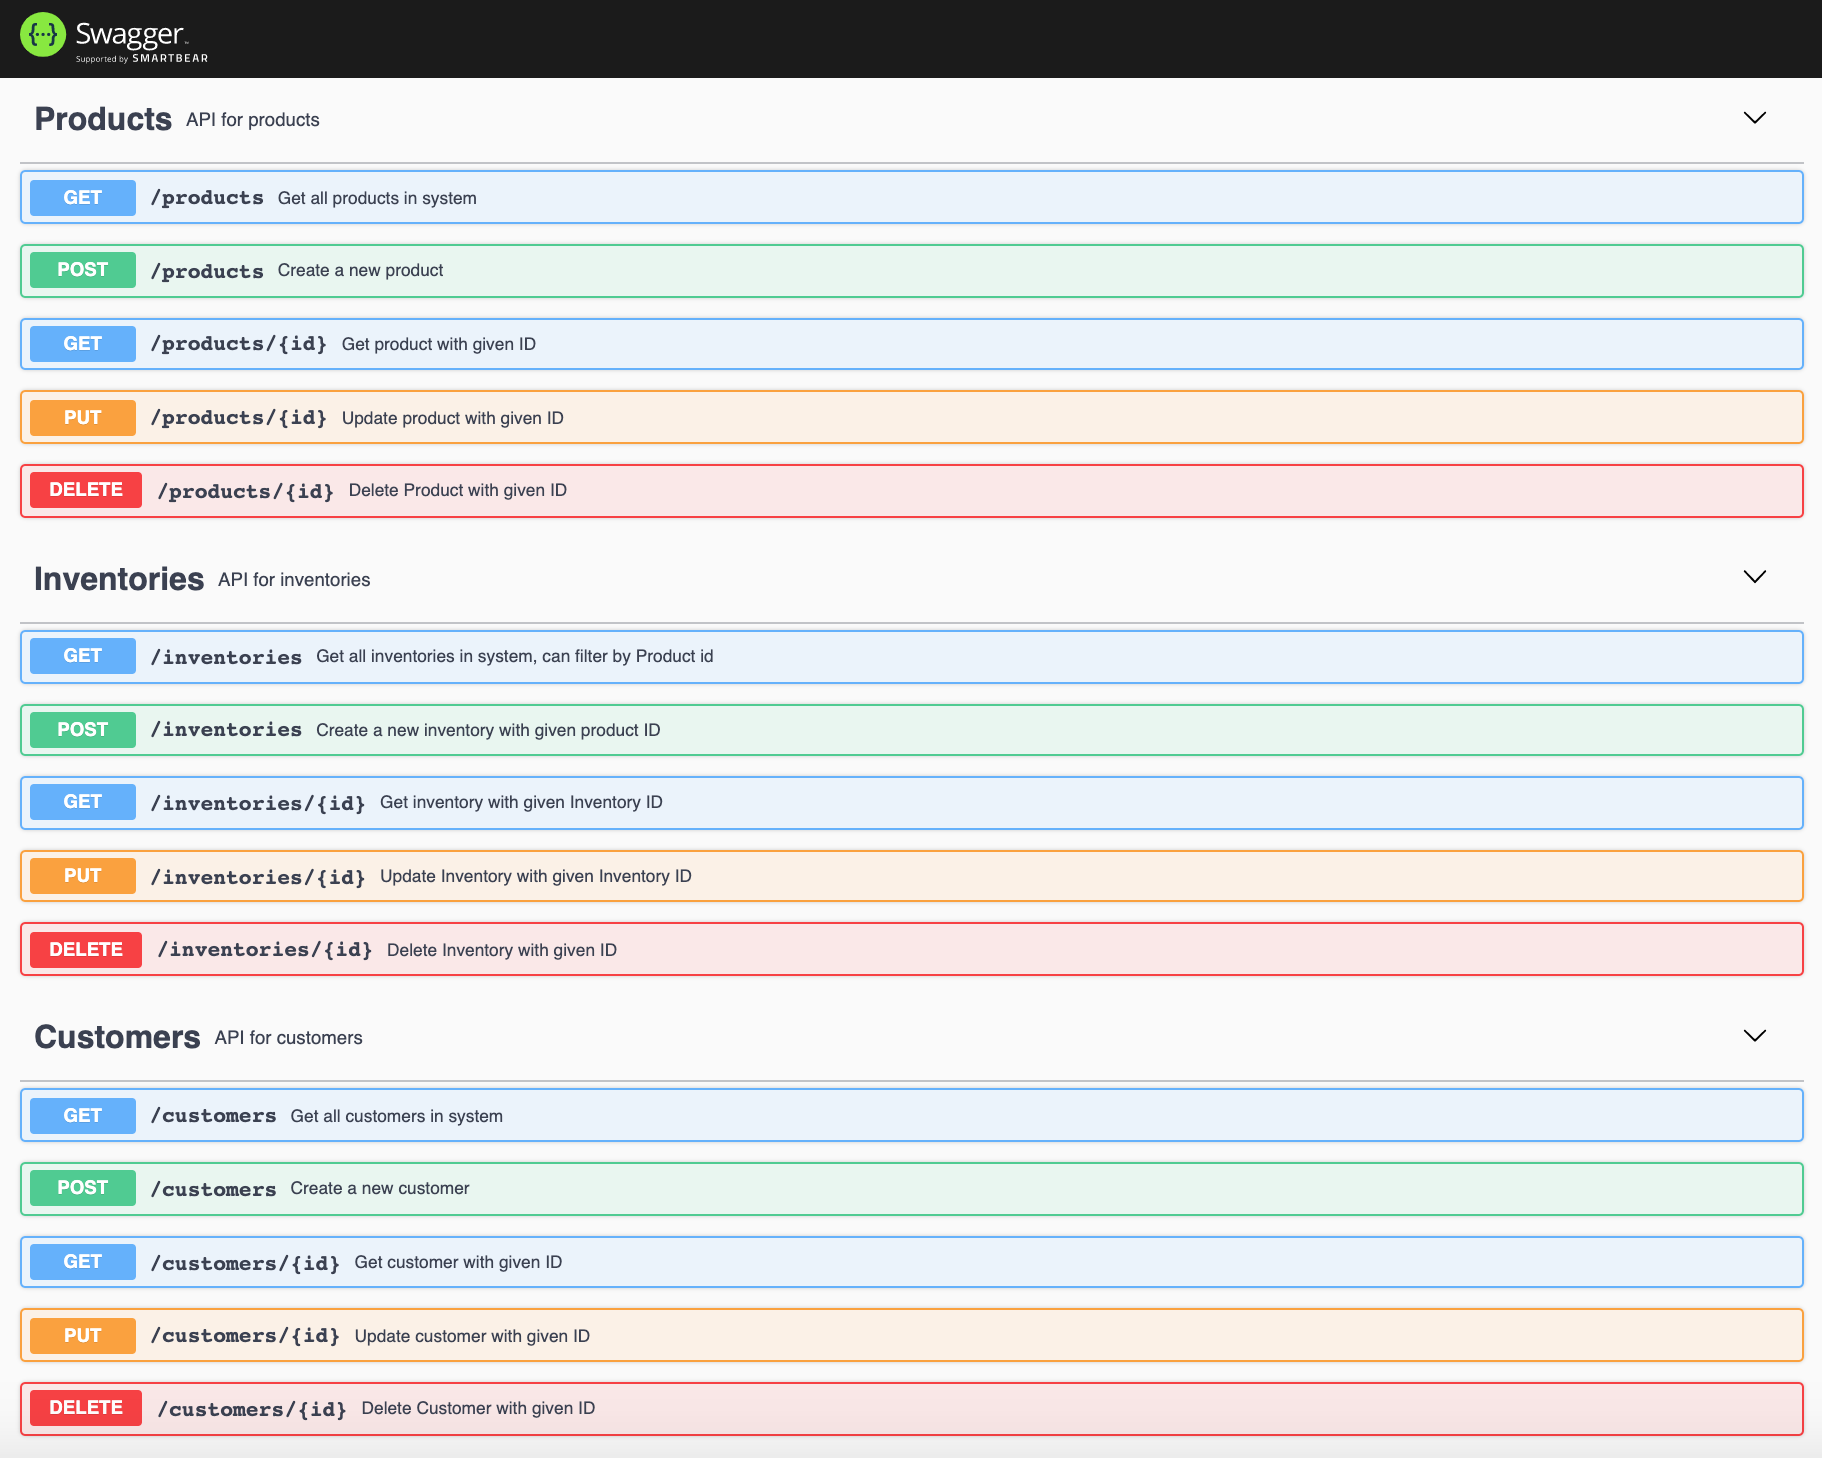 {···} Swagger™
Supported by SMARTBEAR
Products API for products
GET /products Get all products in system
POST /products Create a new product
GET /products/{id} Get product with given ID
PUT /products/{id} Update product with given ID
DELETE /products/{id} Delete Product with given ID
Inventories API for inventories
GET /inventories Get all inventories in system, can filter by Product id
POST /inventories Create a new inventory with given product ID
GET /inventories/{id} Get inventory with given Inventory ID
PUT /inventories/{id} Update Inventory with given Inventory ID
DELETE /inventories/{id} Delete Inventory with given ID
Customers API for customers
GET /customers Get all customers in system
POST /customers Create a new customer
GET /customers/{id} Get customer with given ID
PUT /customers/{id} Update customer with given ID
DELETE /customers/{id} Delete Customer with given ID